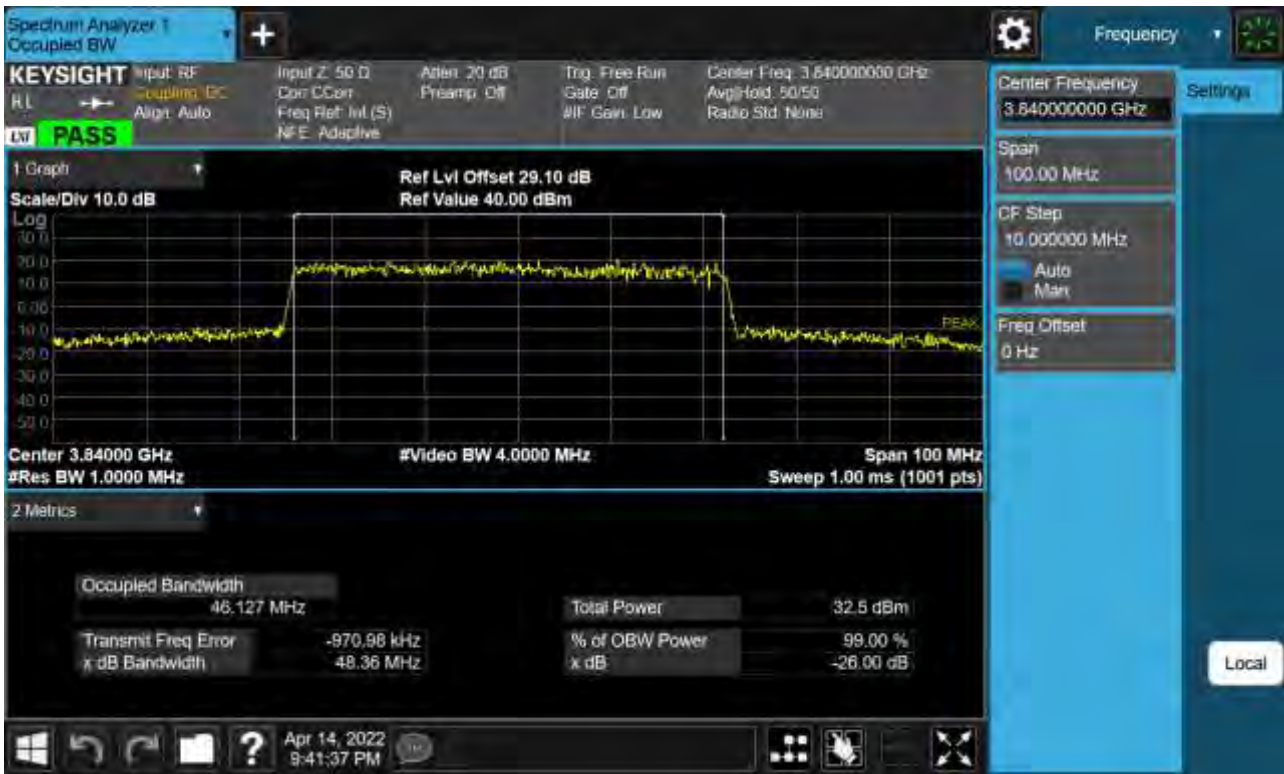 Spectrum Analyzer 1
Occupied BW
+
Frequency
KEYSIGHT
Input: RF
Coupling: DC
Align: Auto
Input Z: 50 Ω
Corr CCorr
Freq Ref: Int (S)
NFE: Adaptive
Atten: 20 dB
Preamp: Off
Trig: Free Run
Gate: Off
#IF Gain: Low
Center Freq: 3.840000000 GHz
Avg|Hold: 50/50
Radio Std: None
RL
LXI
PASS
1 Graph
Scale/Div 10.0 dB
Ref Lvl Offset 29.10 dB
Ref Value 40.00 dBm
Log
30.0
20.0
10.0
0.00
-10.0
-20.0
-30.0
-40.0
-50.0
PEAK
Center 3.84000 GHz
#Video BW 4.0000 MHz
Span 100 MHz
#Res BW 1.0000 MHz
Sweep 1.00 ms (1001 pts)
2 Metrics
Occupied Bandwidth
46.127 MHz
Total Power 32.5 dBm
Transmit Freq Error -970.98 kHz
% of OBW Power 99.00 %
x dB Bandwidth 48.36 MHz
x dB -26.00 dB
?
Apr 14, 2022
9:41:37 PM
Center Frequency
3.840000000 GHz
Settings
Span
100.00 MHz
CF Step
10.000000 MHz
Auto
Man
Freq Offset
0 Hz
Local